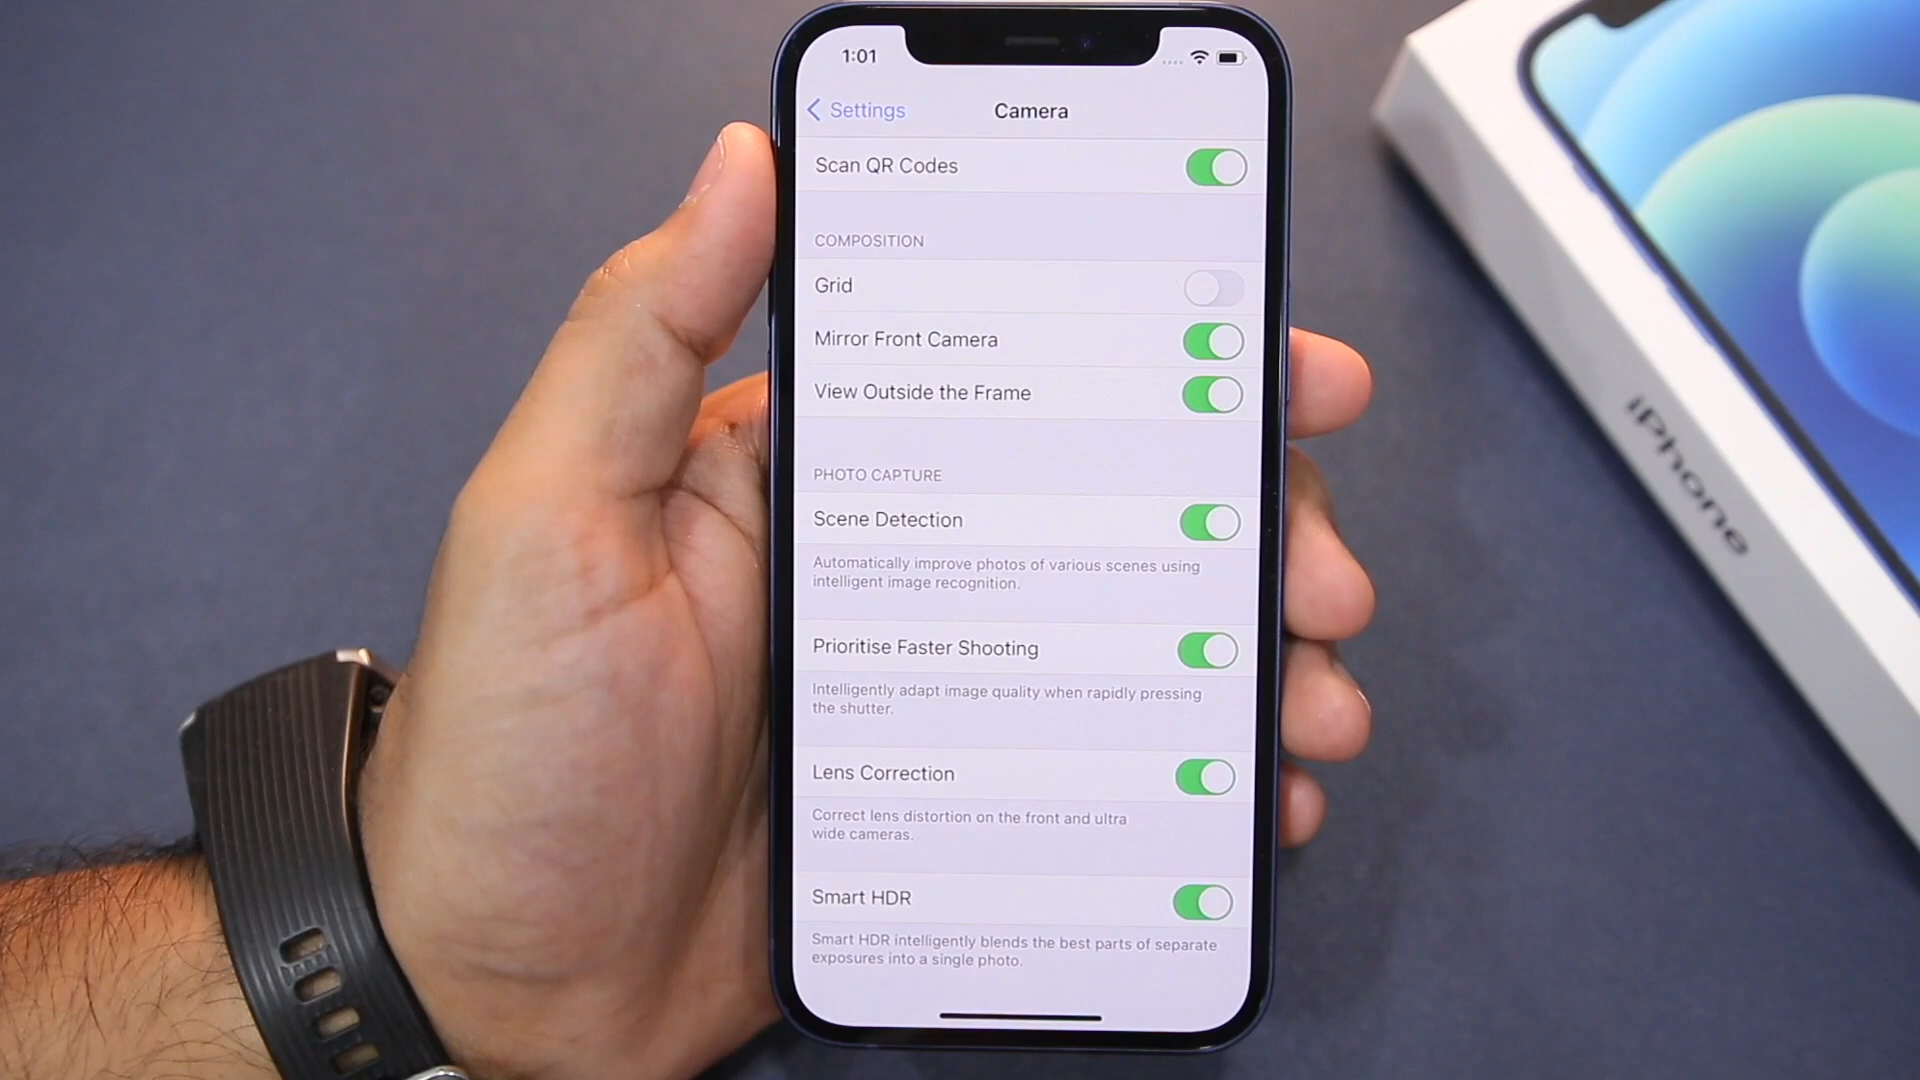 1:01
Settings
Camera
Scan QR Codes
COMPOSITION
Grid
Mirror Front Camera
View Outside the Frame
PHOTO CAPTURE
Scene Detection
Automatically improve photos of various scenes using
intelligent image recognition.
Prioritise Faster Shooting
Intelligently adapt image quality when rapidly pressing
the shutter.
Lens Correction
Correct lens distortion on the front and ultra
wide cameras.
Smart HDR
Smart HDR intelligently blends the best parts of separate
exposures into a single photo.
iPhone